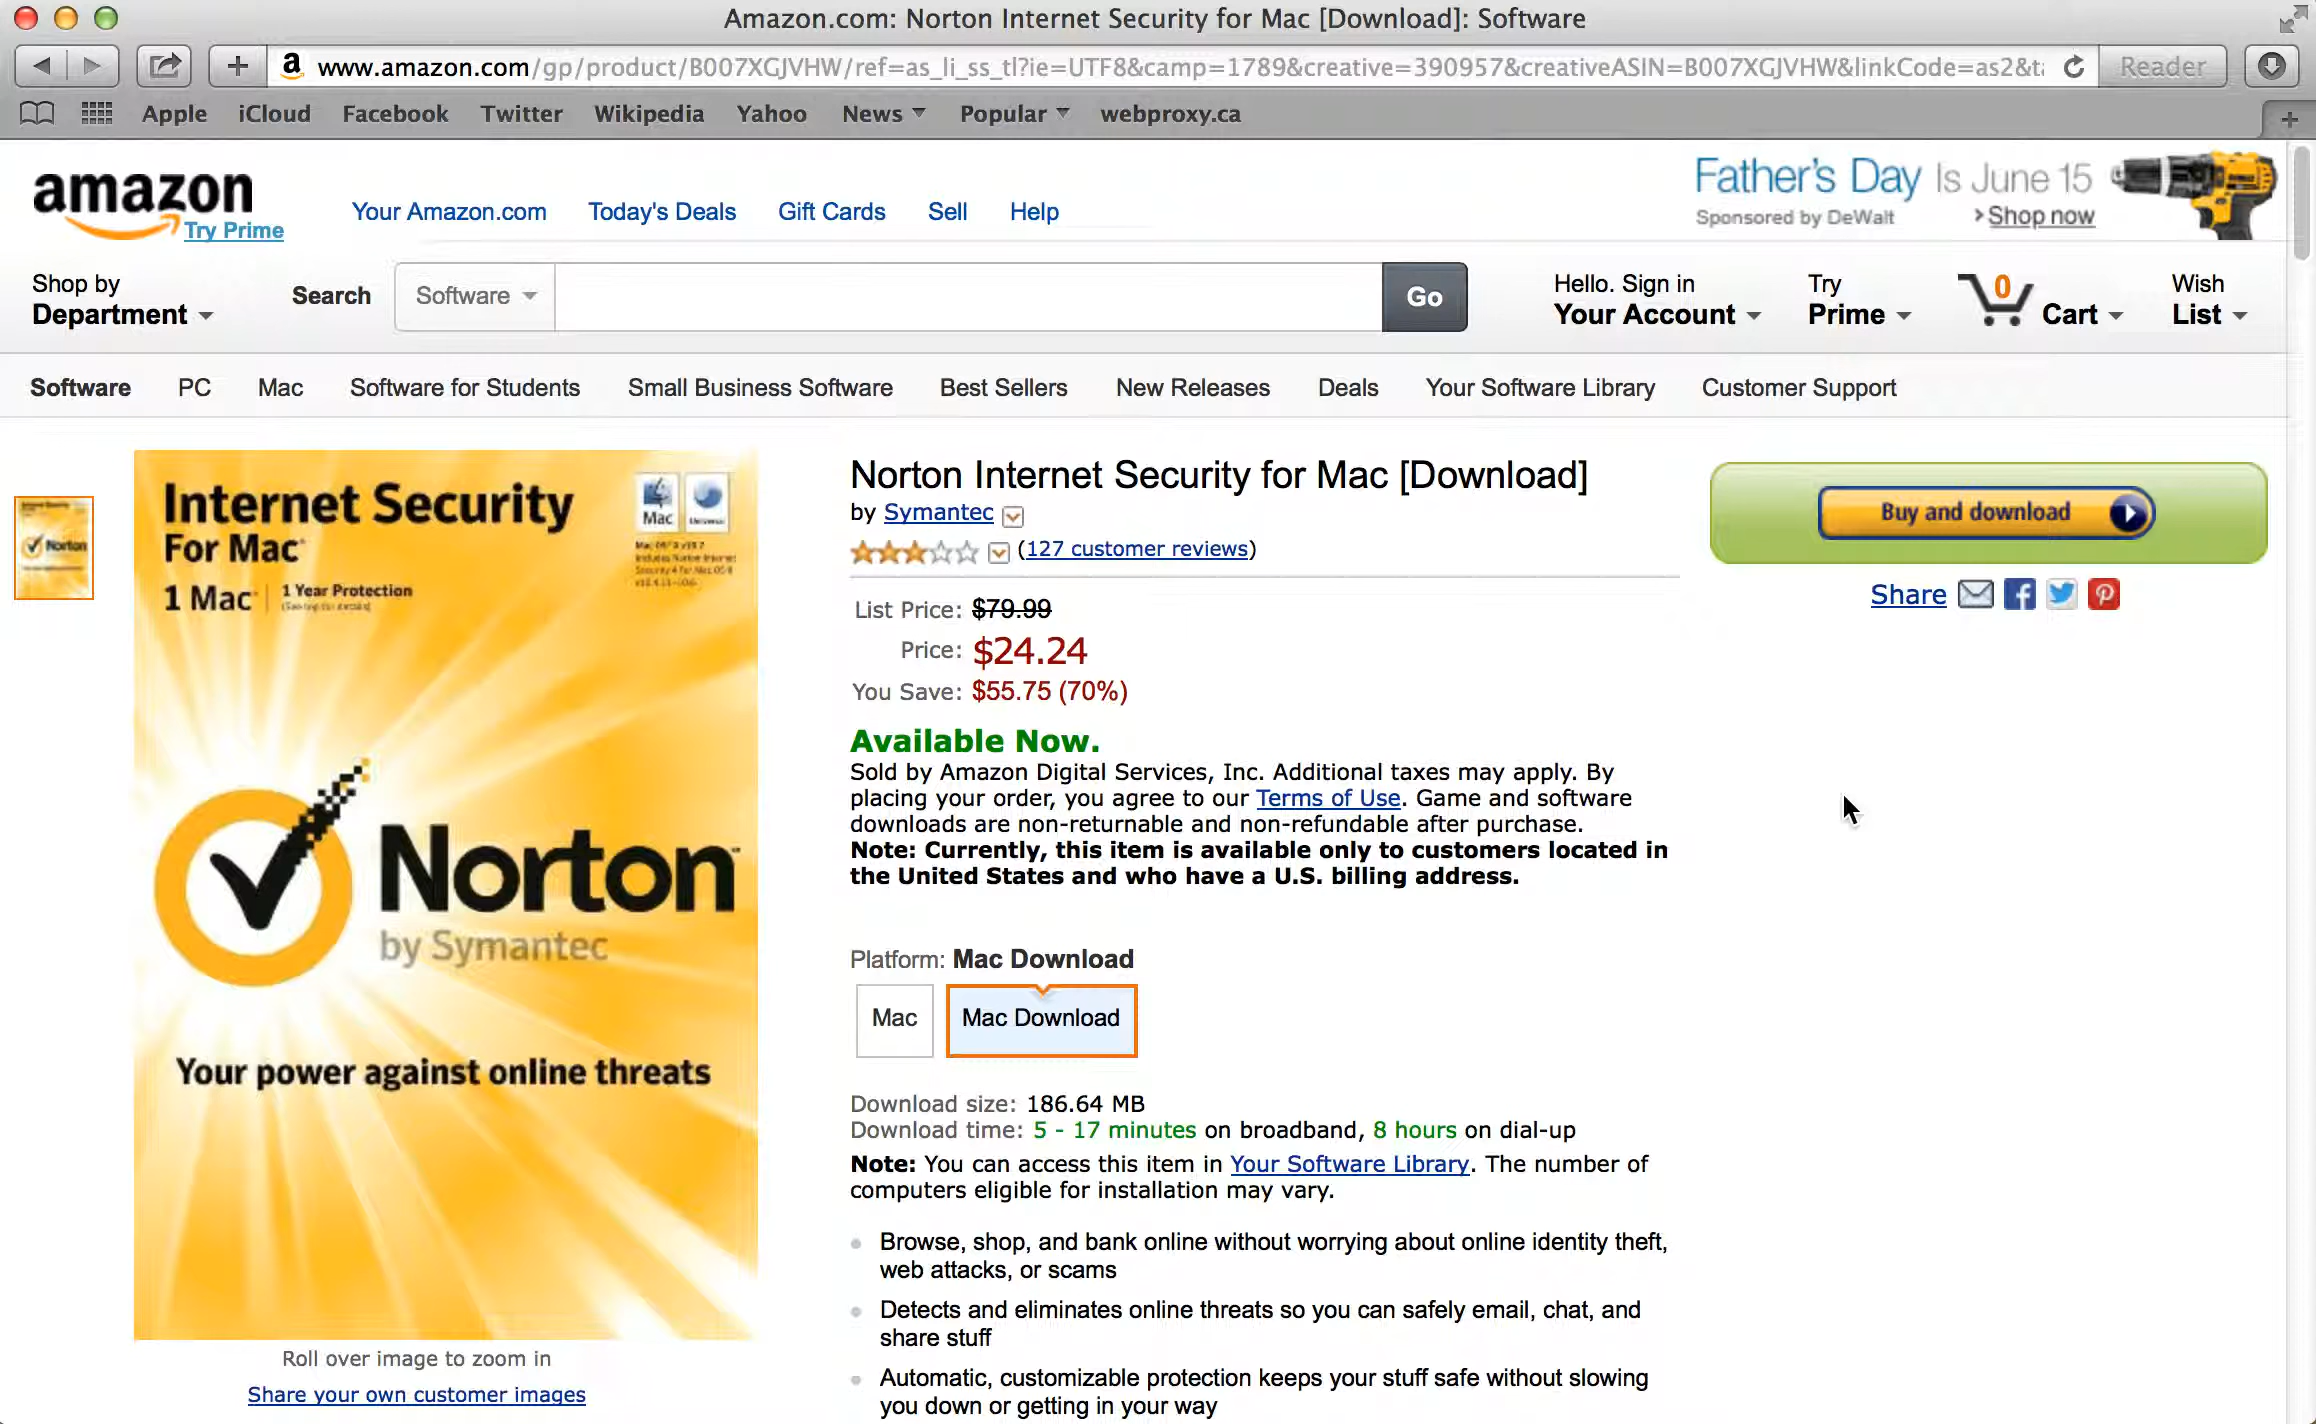 Amazon.com: Norton Internet Security for Mac [Download]: Software
www.amazon.com/gp/product/B007XGJVHW/ref=as_li_ss_tl?ie=UTF8&camp=1789&creative=390957&creativeASIN=B007XGJVHW&linkCode=as2&t
Reader
Apple iCloud Facebook Twitter Wikipedia Yahoo News Popular webproxy.ca
amazon
Try Prime
Your Amazon.com Today's Deals Gift Cards Sell Help
Father's Day Is June 15
Sponsored by DeWalt > Shop now
Shop by
Department
Search Software Go
Hello. Sign in
Your Account
Try
Prime
0
Cart
Wish
List
Software PC Mac Software for Students Small Business Software Best Sellers New Releases Deals Your Software Library Customer Support
Internet Security
For Mac
1 Mac 1 Year Protection
Mac
Norton
by Symantec
Your power against online threats
Roll over image to zoom in
Share your own customer images
Norton Internet Security for Mac [Download]
by Symantec
(127 customer reviews)
List Price: $79.99
Price: $24.24
You Save: $55.75 (70%)
Available Now.
Sold by Amazon Digital Services, Inc. Additional taxes may apply. By
placing your order, you agree to our Terms of Use. Game and software
downloads are non-returnable and non-refundable after purchase.
Note: Currently, this item is available only to customers located in
the United States and who have a U.S. billing address.
Platform: Mac Download
Mac Mac Download
Download size: 186.64 MB
Download time: 5 - 17 minutes on broadband, 8 hours on dial-up
Note: You can access this item in Your Software Library. The number of
computers eligible for installation may vary.
Browse, shop, and bank online without worrying about online identity theft,
web attacks, or scams
Detects and eliminates online threats so you can safely email, chat, and
share stuff
Automatic, customizable protection keeps your stuff safe without slowing
you down or getting in your way
Buy and download
Share